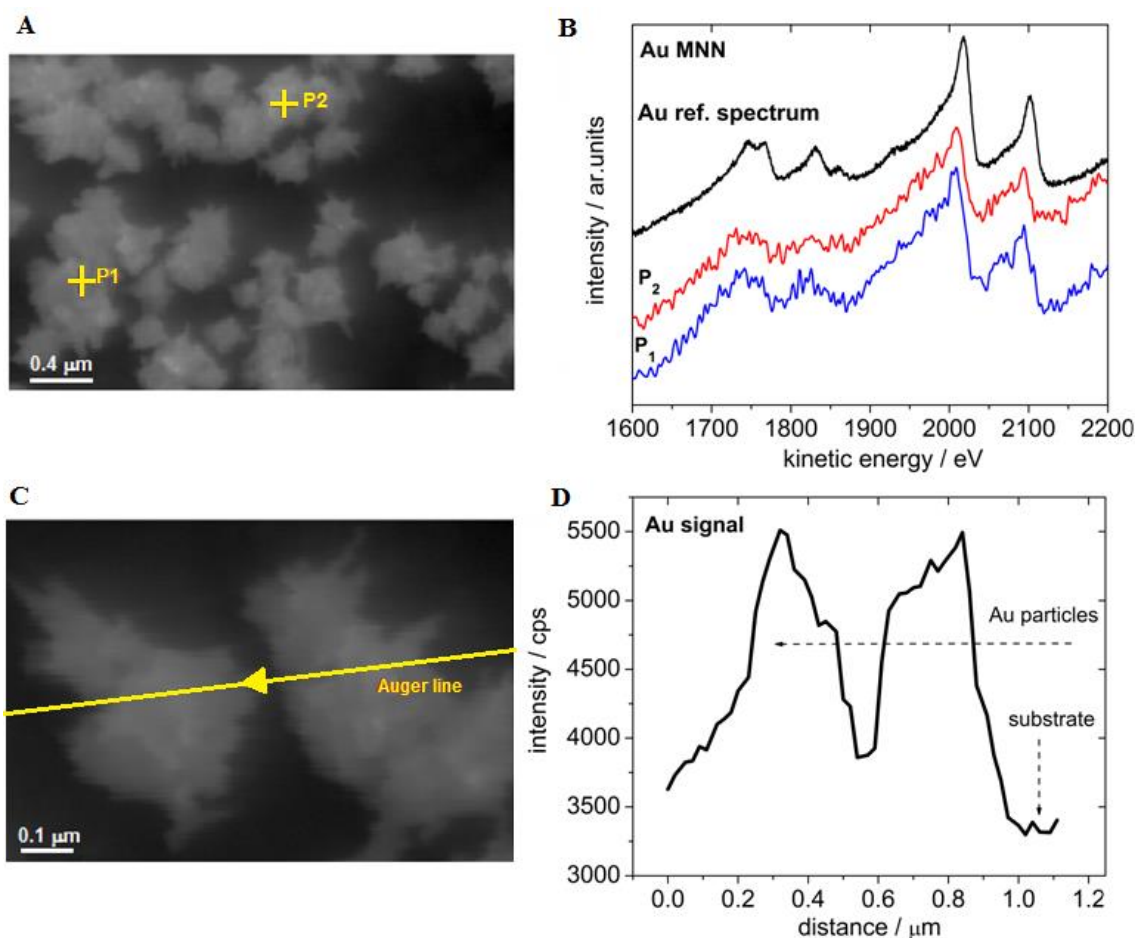 A
P2
P1
0.4 μm
B
Au MNN
Au ref. spectrum
P2
P1
intensity / ar.units
1600 1700 1800 1900 2000 2100 2200
kinetic energy / eV
C
Auger line
0.1 μm
D
Au signal
5500
5000
4500
4000
3500
3000
Au particles
substrate
intensity / cps
0.0 0.2 0.4 0.6 0.8 1.0 1.2
distance / μm